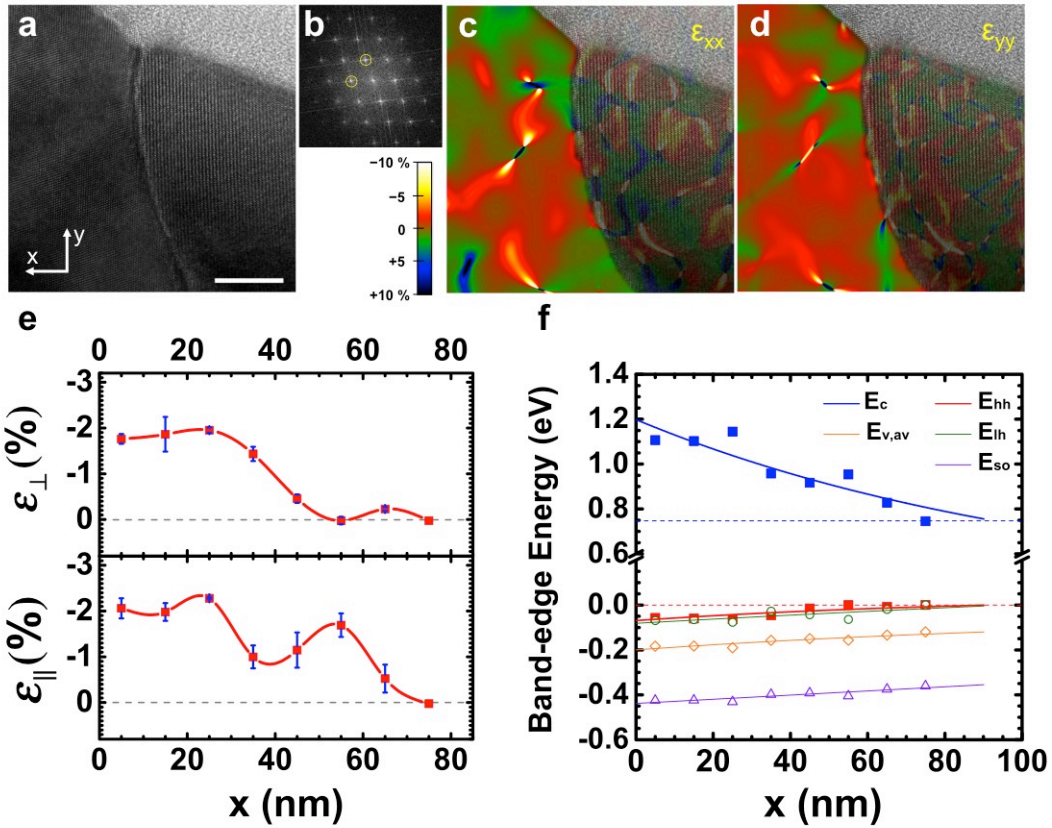 a
b
c
d
εxx
εyy
x
y
−10 %
−5 %
0
+5 %
+10 %
e
0 20 40 60 80
-3
-2
-1
0
ε⊥(%)
-3
-2
-1
0
ε∥(%)
0 20 40 60 80
x (nm)
f
1.4
1.2
1.0
0.8
0.6
0.0
-0.2
-0.4
-0.6
Band-edge Energy (eV)
Ec
Ev,av
Ehh
Elh
Eso
0 20 40 60 80 100
x (nm)